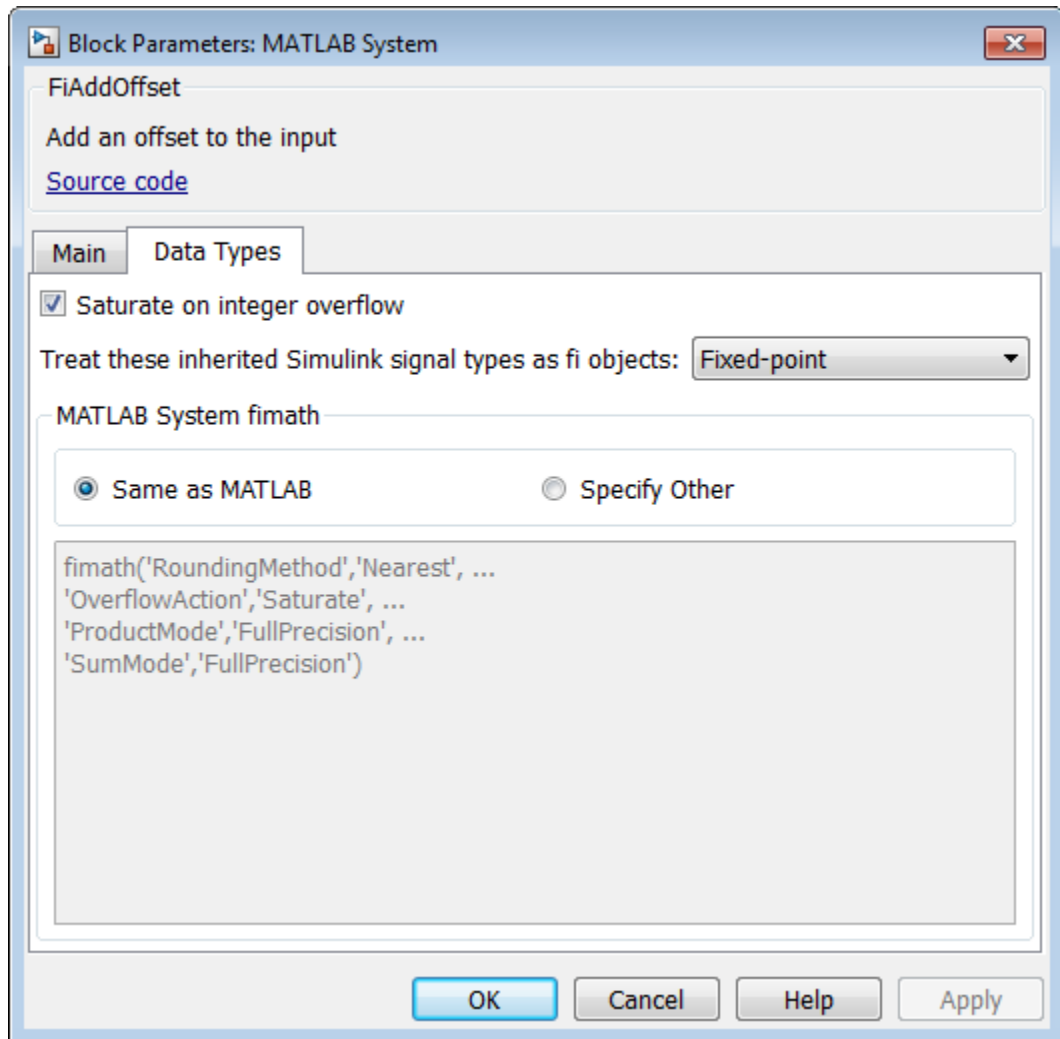 Block Parameters: MATLAB System
FiAddOffset
Add an offset to the input
Source code
Main
Data Types
Saturate on integer overflow
Treat these inherited Simulink signal types as fi objects: Fixed-point
MATLAB System fimath
Same as MATLAB
Specify Other
fimath('RoundingMethod','Nearest', ...
'OverflowAction','Saturate', ...
'ProductMode','FullPrecision', ...
'SumMode','FullPrecision')
OK
Cancel
Help
Apply